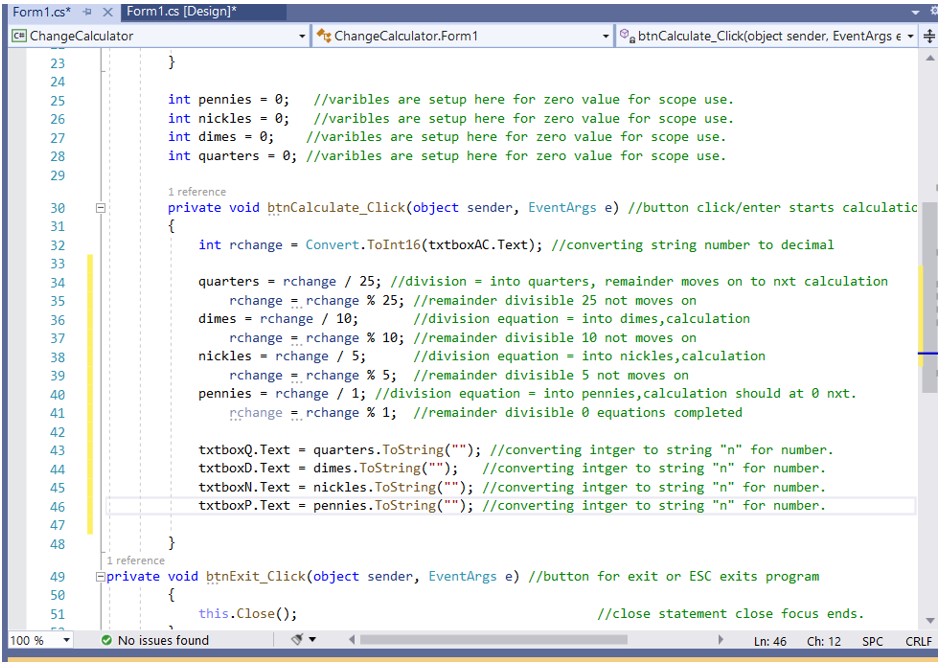 Form1.cs* Form1.cs [Design]*
ChangeCalculator ChangeCalculator.Form1 btnCalculate_Click(object sender, EventArgs e
23 }
24
25 int pennies = 0; //varibles are setup here for zero value for scope use.
26 int nickles = 0; //varibles are setup here for zero value for scope use.
27 int dimes = 0; //varibles are setup here for zero value for scope use.
28 int quarters = 0; //varibles are setup here for zero value for scope use.
29
1 reference
30 private void btnCalculate_Click(object sender, EventArgs e) //button click/enter starts calculatic
31 {
32 int rchange = Convert.ToInt16(txtboxAC.Text); //converting string number to decimal
33
34 quarters = rchange / 25; //division = into quarters, remainder moves on to nxt calculation
35 rchange = rchange % 25; //remainder divisible 25 not moves on
36 dimes = rchange / 10; //division equation = into dimes,calculation
37 rchange = rchange % 10; //remainder divisible 10 not moves on
38 nickles = rchange / 5; //division equation = into nickles,calculation
39 rchange = rchange % 5; //remainder divisible 5 not moves on
40 pennies = rchange / 1; //division equation = into pennies,calculation should at 0 nxt.
41 rchange = rchange % 1; //remainder divisible 0 equations completed
42
43 txtboxQ.Text = quarters.ToString(""); //converting intger to string "n" for number.
44 txtboxD.Text = dimes.ToString(""); //converting intger to string "n" for number.
45 txtboxN.Text = nickles.ToString(""); //converting intger to string "n" for number.
46 txtboxP.Text = pennies.ToString(""); //converting intger to string "n" for number.
47
48 }
1 reference
49 private void btnExit_Click(object sender, EventArgs e) //button for exit or ESC exits program
50 {
51 this.Close(); //close statement close focus ends.
100 % No issues found Ln: 46 Ch: 12 SPC CRLF